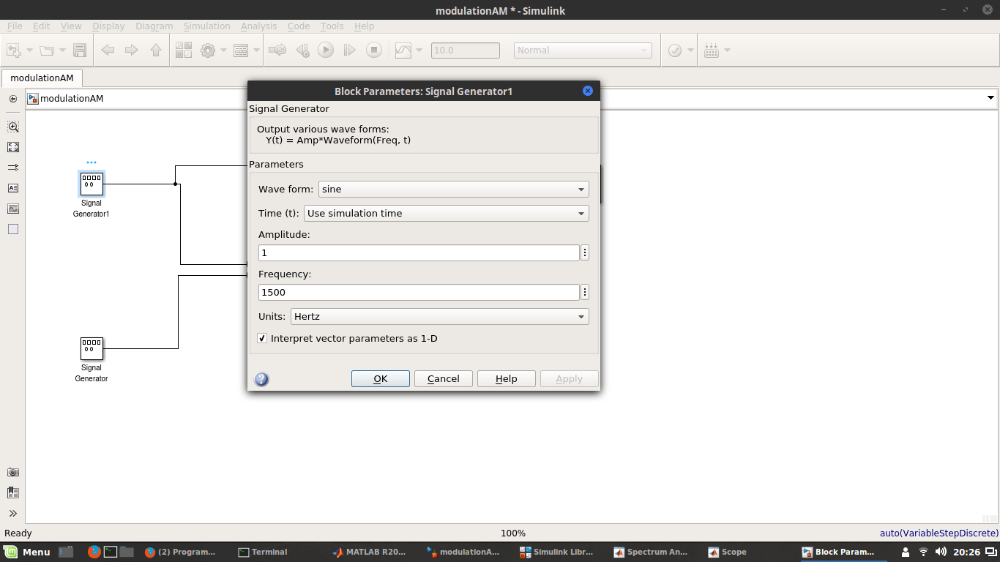 modulationAM * - Simulink
File Edit View Display Diagram Simulation Analysis Code Tools Help
10.0
Normal
modulationAM
modulationAM
Block Parameters: Signal Generator1
Signal Generator
Output various wave forms:
Y(t) = Amp*Waveform(Freq, t)
Parameters
Wave form: sine
Time (t): Use simulation time
Amplitude:
1
Frequency:
1500
Units: Hertz
Interpret vector parameters as 1-D
OK Cancel Help Apply
Signal
Generator1
Signal
Generator
Ready 100% auto(VariableStepDiscrete)
Menu (2) Program... Terminal MATLAB R20... modulationA... Simulink Libr... Spectrum An... Scope Block Param... 20:26